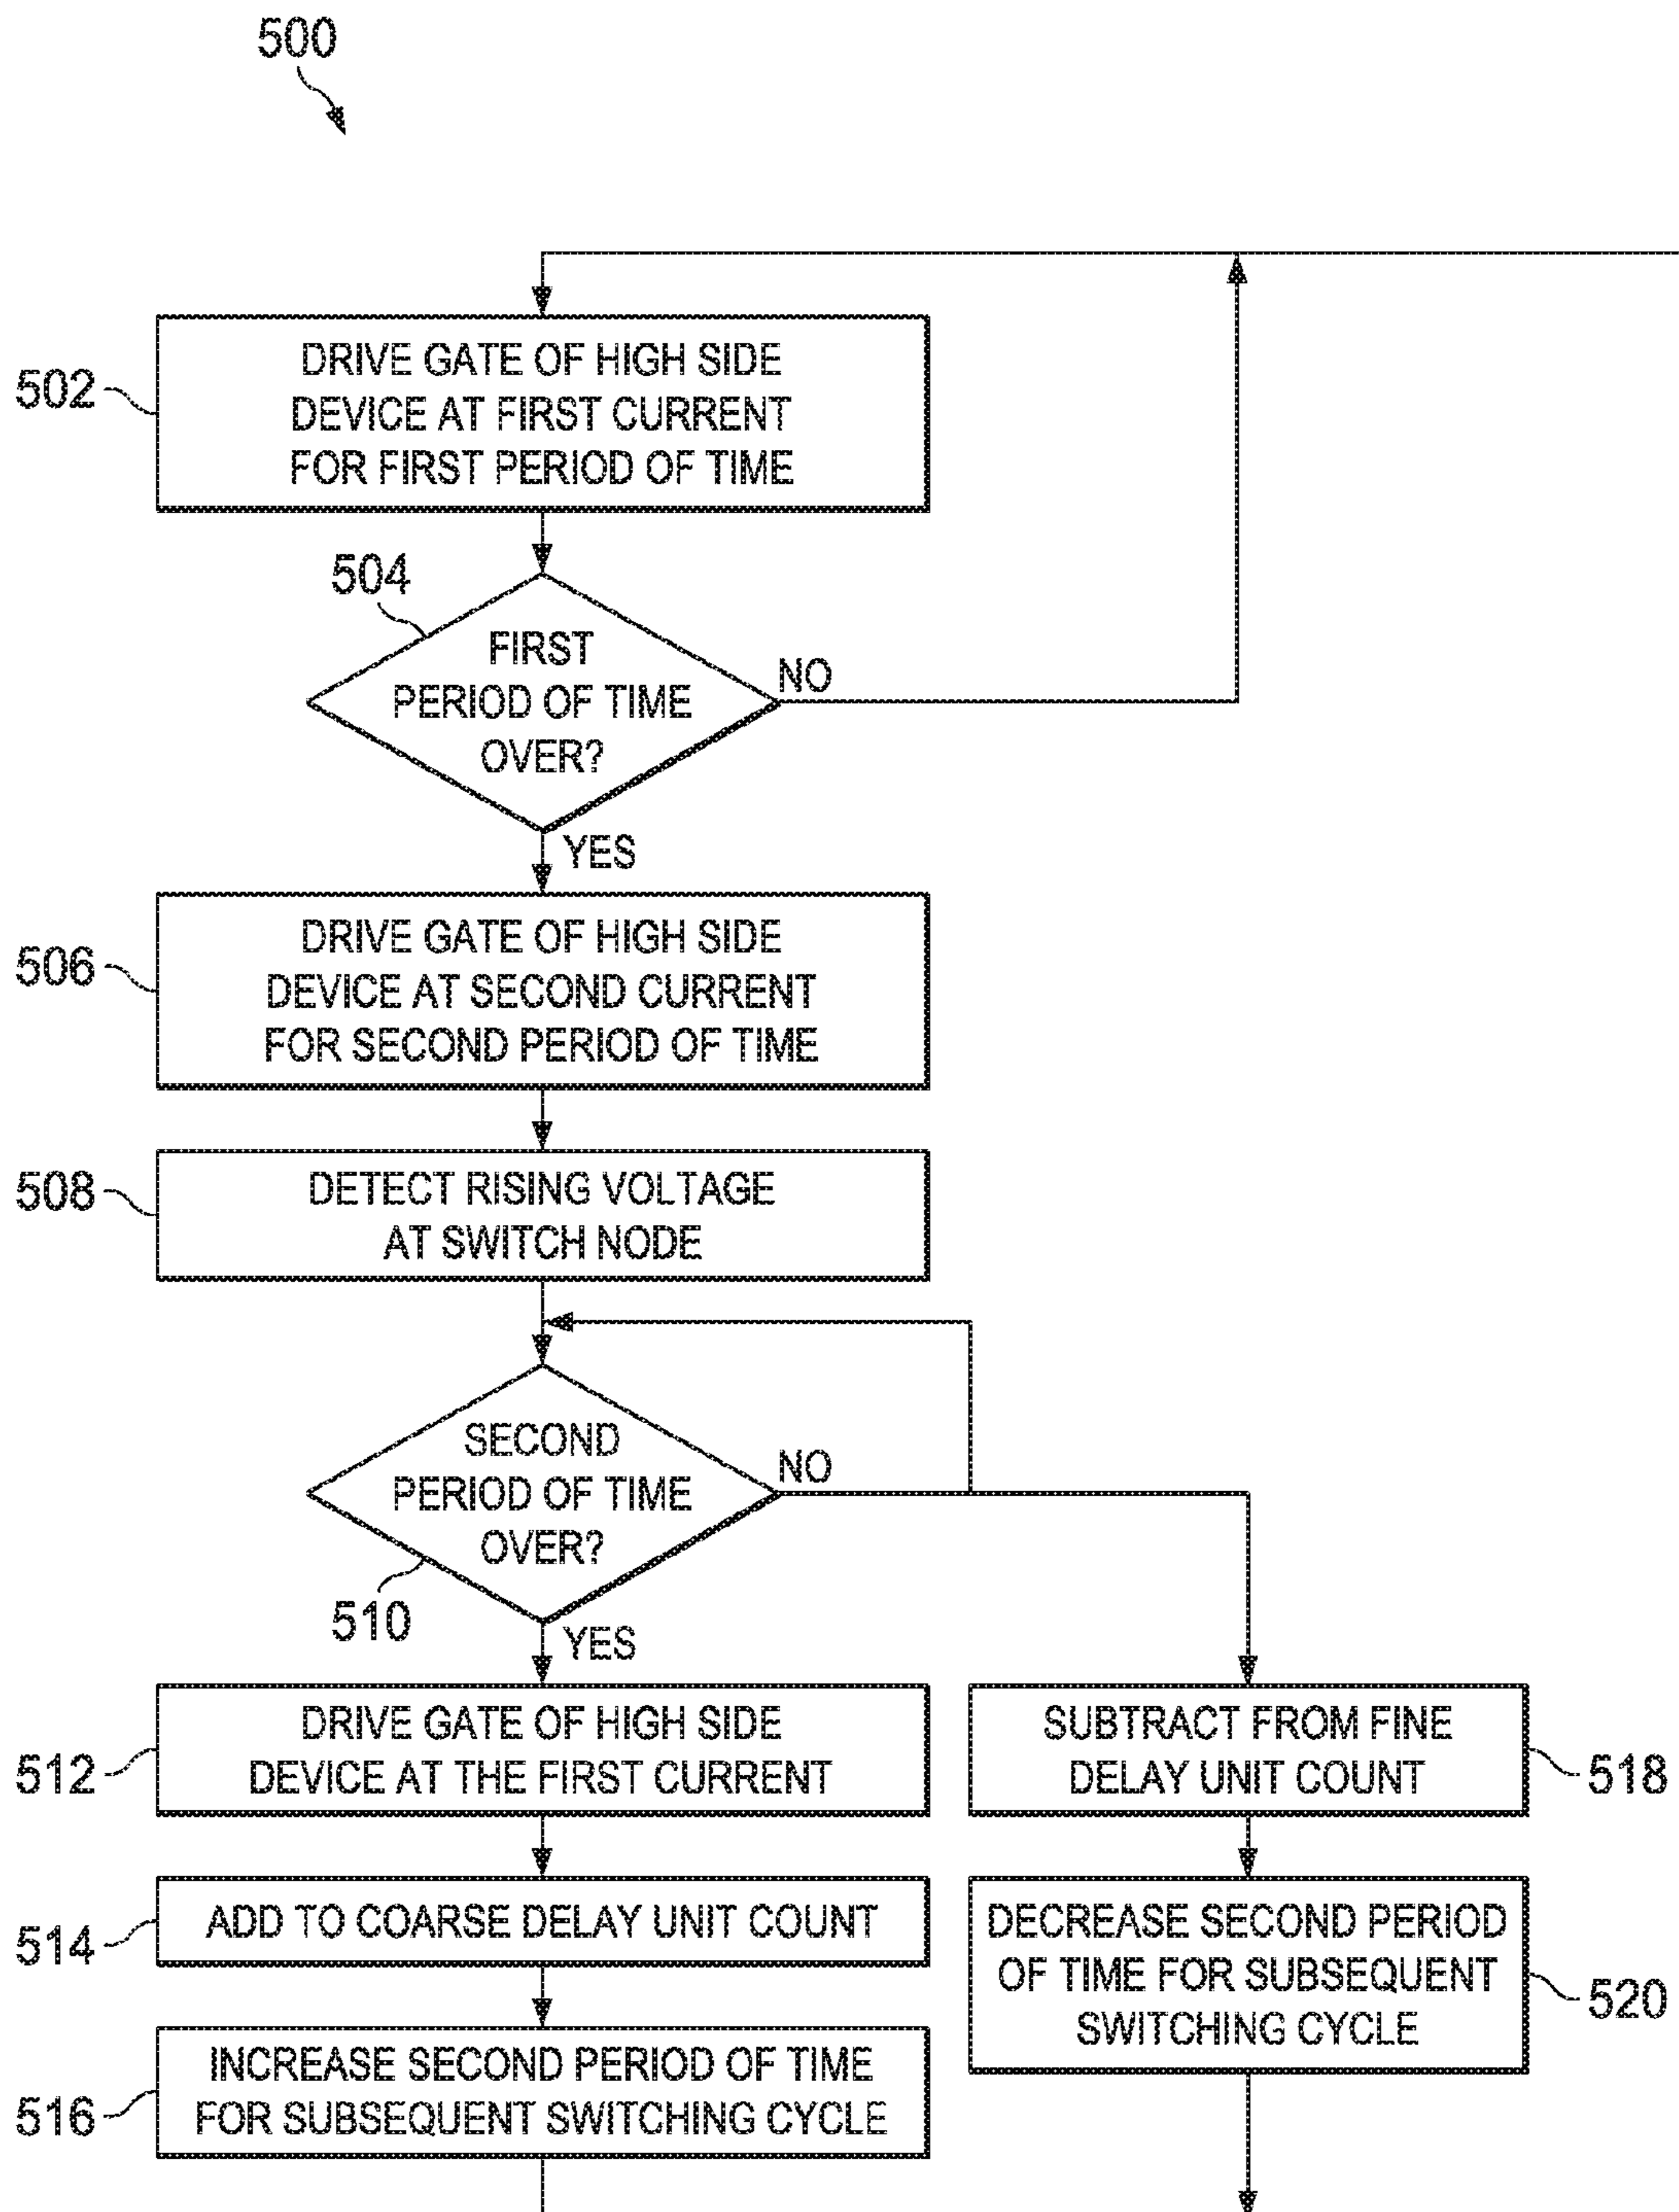 500
502
DRIVE GATE OF HIGH SIDE
DEVICE AT FIRST CURRENT
FOR FIRST PERIOD OF TIME
504
FIRST
PERIOD OF TIME
OVER?
NO
YES
506
DRIVE GATE OF HIGH SIDE
DEVICE AT SECOND CURRENT
FOR SECOND PERIOD OF TIME
508
DETECT RISING VOLTAGE
AT SWITCH NODE
SECOND
PERIOD OF TIME
OVER?
NO
510
YES
512
DRIVE GATE OF HIGH SIDE
DEVICE AT THE FIRST CURRENT
SUBTRACT FROM FINE
DELAY UNIT COUNT
518
514
ADD TO COARSE DELAY UNIT COUNT
DECREASE SECOND PERIOD
OF TIME FOR SUBSEQUENT
SWITCHING CYCLE
520
516
INCREASE SECOND PERIOD OF TIME
FOR SUBSEQUENT SWITCHING CYCLE